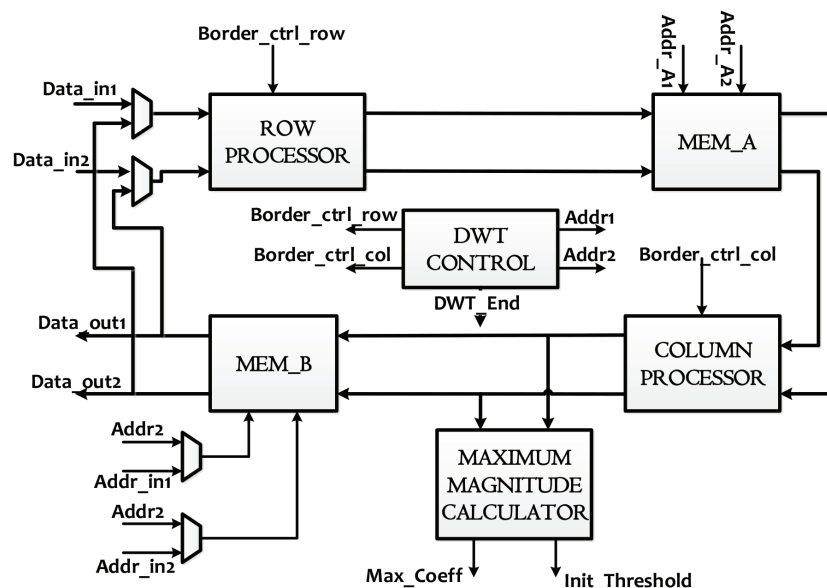 Border_ctrl_row
Addr_A1
Addr_A2
Data_in1
ROW
PROCESSOR
MEM_A
Data_in2
Border_ctrl_row
Addr1
DWT
CONTROL
Border_ctrl_col
Addr2
Border_ctrl_col
DWT_End
Data_out1
MEM_B
COLUMN
PROCESSOR
Data_out2
Addr2
Addr_in1
MAXIMUM
MAGNITUDE
CALCULATOR
Addr2
Addr_in2
Max_Coeff
Init_Threshold